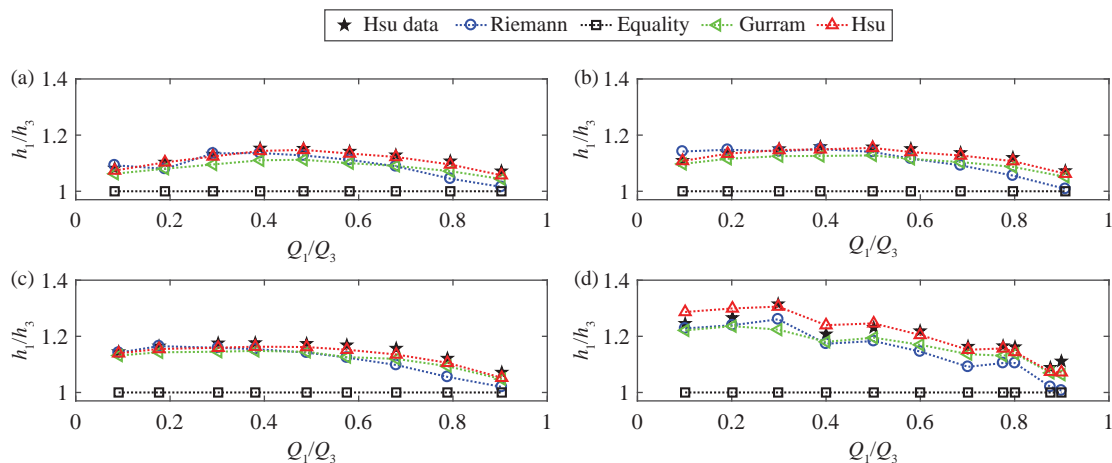 Hsu data Riemann Equality Gurram Hsu
(a) 1.4 (b) 1.4
1.2 1.2
h1/h3 h1/h3
1 1
0 0.2 0.4 0.6 0.8 1 0 0.2 0.4 0.6 0.8 1
Q1/Q3 Q1/Q3
(c) 1.4 (d) 1.4
1.2 1.2
h1/h3 h1/h3
1 1
0 0.2 0.4 0.6 0.8 1 0 0.2 0.4 0.6 0.8 1
Q1/Q3 Q1/Q3